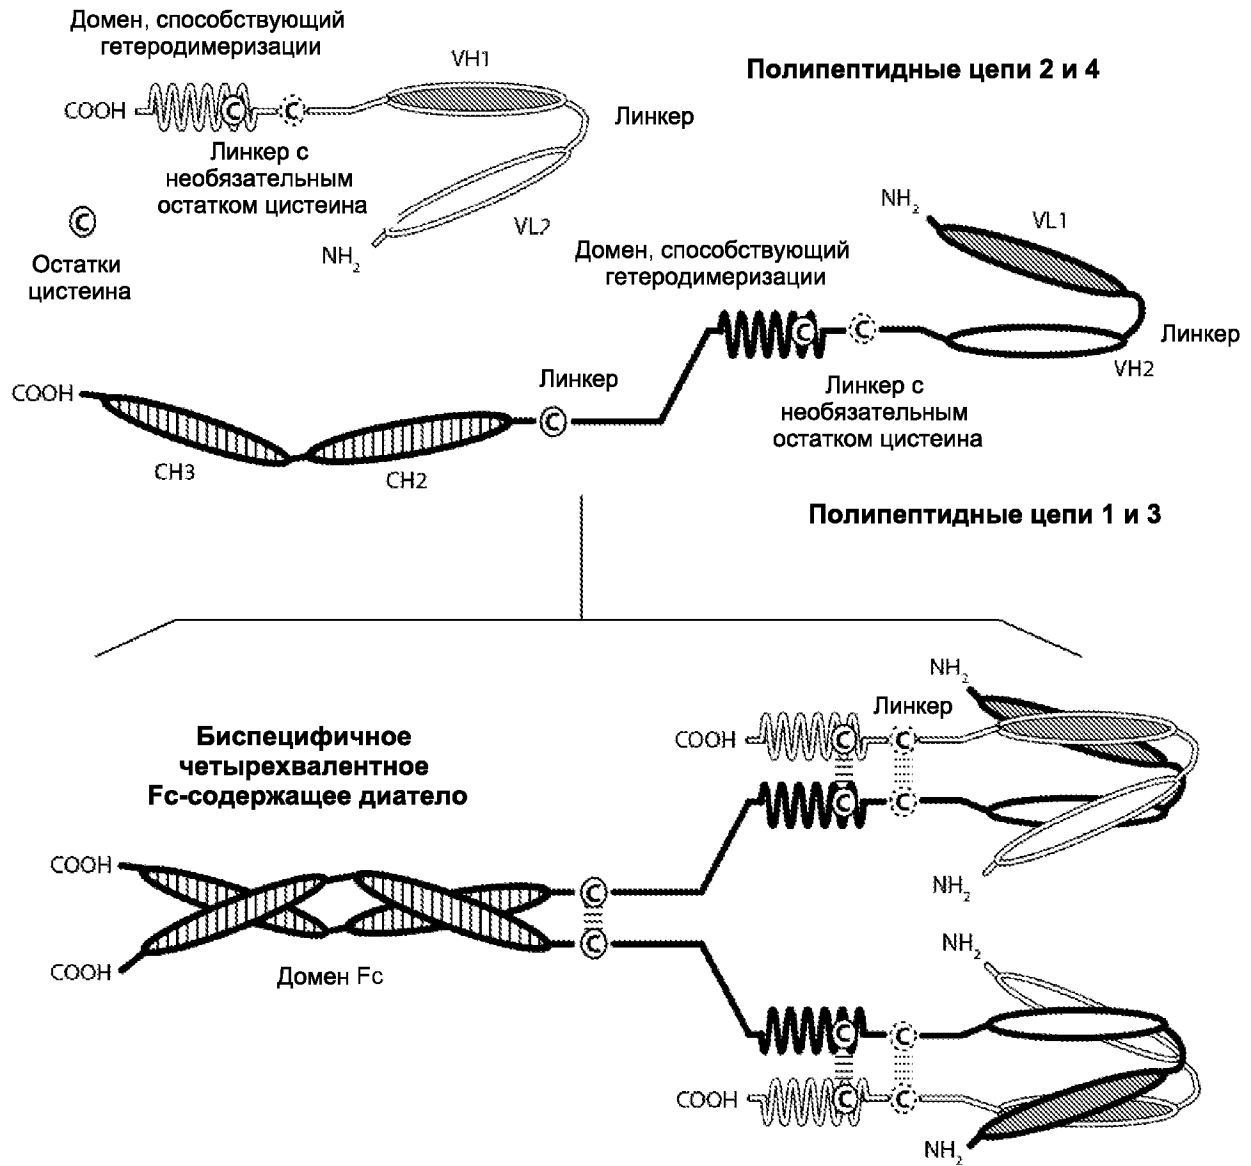 Домен, способствующий
гетеродимеризации
VH1
Полипептидные цепи 2 и 4
COOH
C
C
Линкер
Линкер с
необязательным
остатком цистеина
VL2
NH2
C
Остатки
цистеина
NH2
VL1
Домен, способствующий
гетеродимеризации
C
C
Линкер
VH2
Линкер с
необязательным
остатком цистеина
COOH
Линкер
C
CH3
CH2
Полипептидные цепи 1 и 3
Биспецифичное
четырехвалентное
Fc-содержащее диатело
NH2
Линкер
COOH
C
C
C
C
NH2
COOH
C
C
COOH
Домен Fc
NH2
C
C
COOH
C
C
NH2